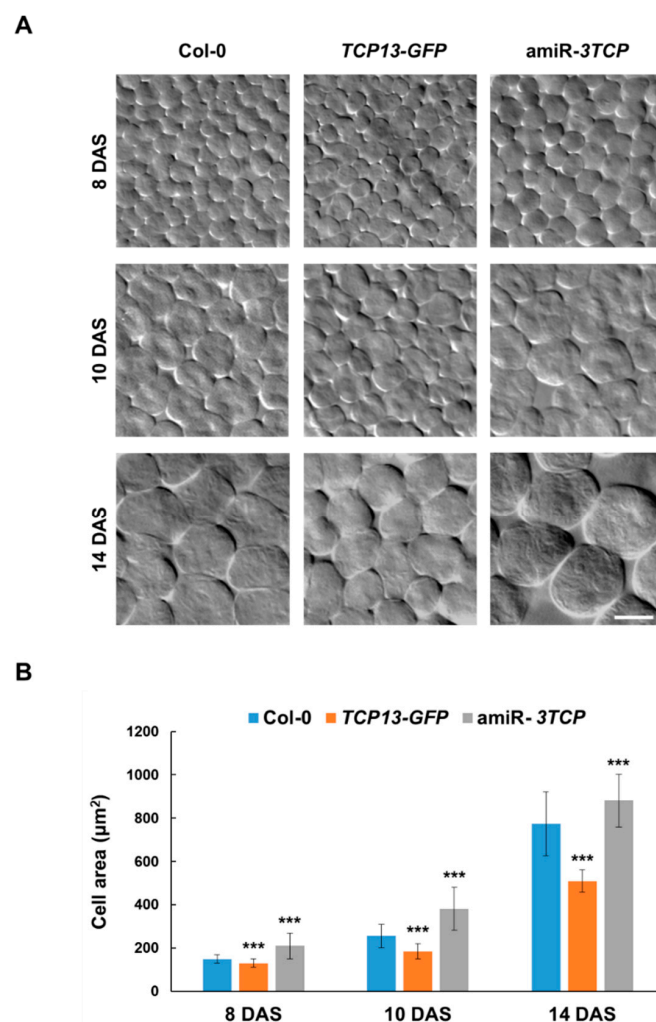 A
Col-0 TCP13-GFP amiR-3TCP
8 DAS
10 DAS
14 DAS
B
Col-0 TCP13-GFP amiR- 3TCP
Cell area (µm²)
1200
1000
800
600
400
200
0
*** ***
*** ***
*** ***
8 DAS 10 DAS 14 DAS